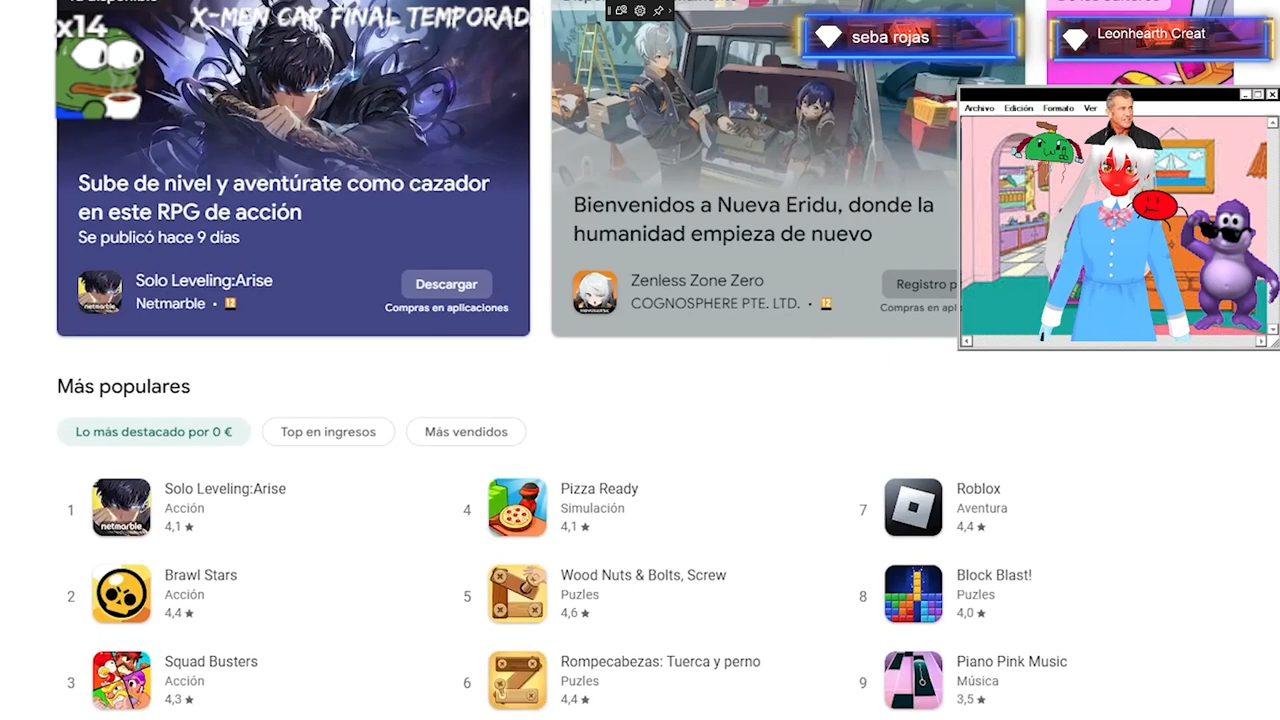 x14
X-MEN CAP FINAL TEMPORAD
seba rojas
Leonhearth Creat
Archivo Edición Formato Ver
Sube de nivel y aventúrate como cazador
en este RPG de acción
Se publicó hace 9 días
Solo Leveling:Arise
Netmarble • 12
Descargar
Compras en aplicaciones
netmarble
Bienvenidos a Nueva Eridu, donde la
humanidad empieza de nuevo
Zenless Zone Zero
COGNOSPHERE PTE. LTD. • 12
Registro p
Compras en apl
Más populares
Lo más destacado por 0 €
Top en ingresos
Más vendidos
1
netmarble
Solo Leveling:Arise
Acción
4,1 ★
2
Brawl Stars
Acción
4,4 ★
3
Squad Busters
Acción
4,3 ★
4
Pizza Ready
Simulación
4,1 ★
5
Wood Nuts & Bolts, Screw
Puzles
4,6 ★
6
Rompecabezas: Tuerca y perno
Puzles
4,4 ★
7
Roblox
Aventura
4,4 ★
8
Block Blast!
Puzles
4,0 ★
9
Piano Pink Music
Música
3,5 ★